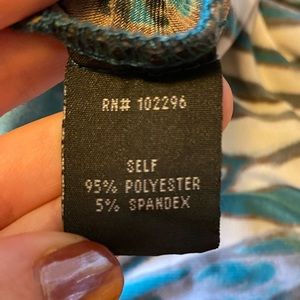 RN# 102296
SELF
95% POLYESTER
5% SPANDEX